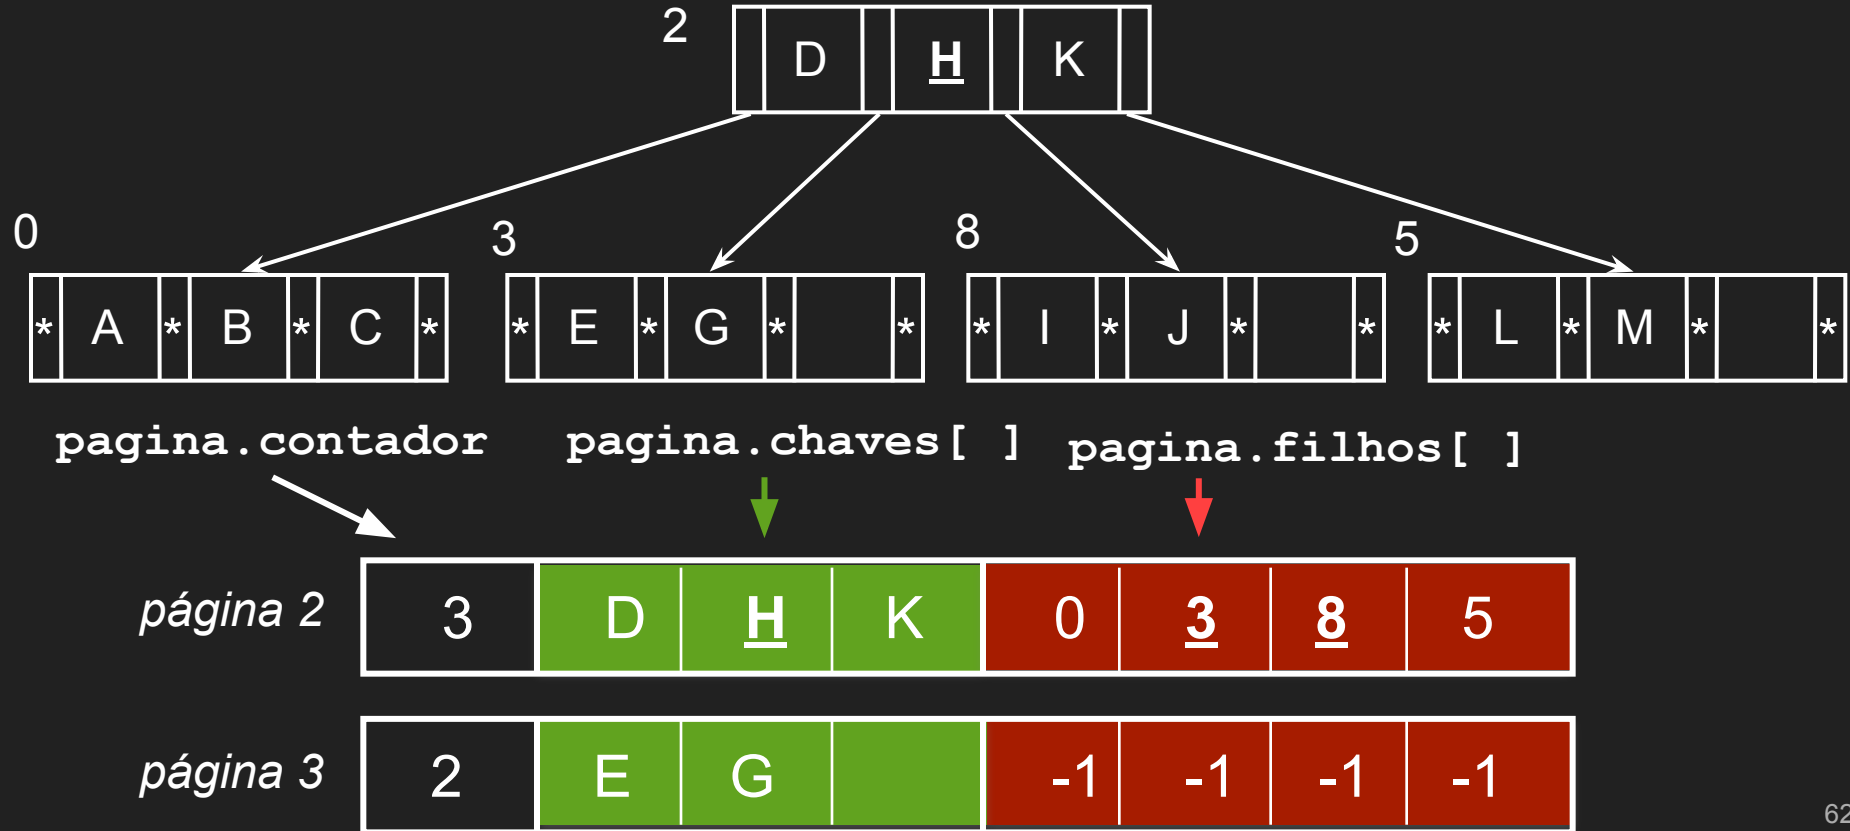 2
D H K
0 3 8 5
* A * B * C *
* E * G * *
* I * J * *
* L * M * *
pagina.contador pagina.chaves[ ] pagina.filhos[ ]
página 2 3 D H K 0 3 8 5
página 3 2 E G -1 -1 -1 -1
62